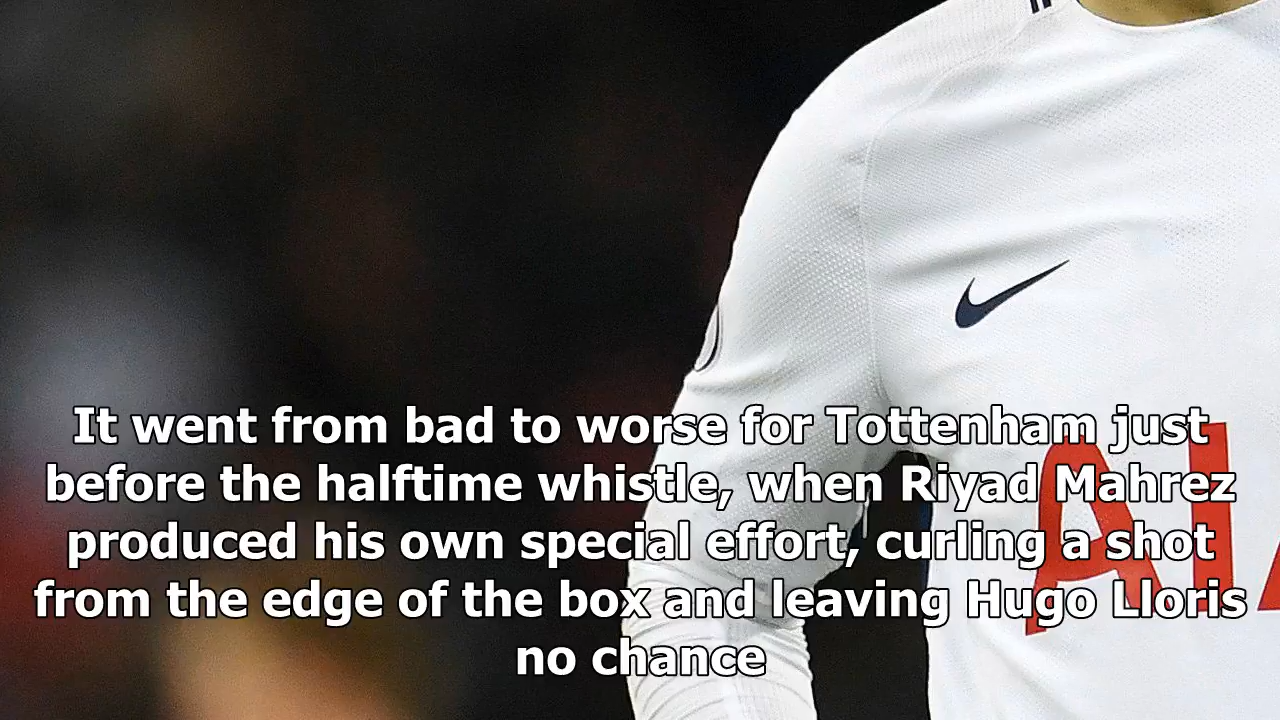 It went from bad to worse for Tottenham just
before the halftime whistle, when Riyad Mahrez
produced his own special effort, curling a shot
from the edge of the box and leaving Hugo Lloris
no chance
AI